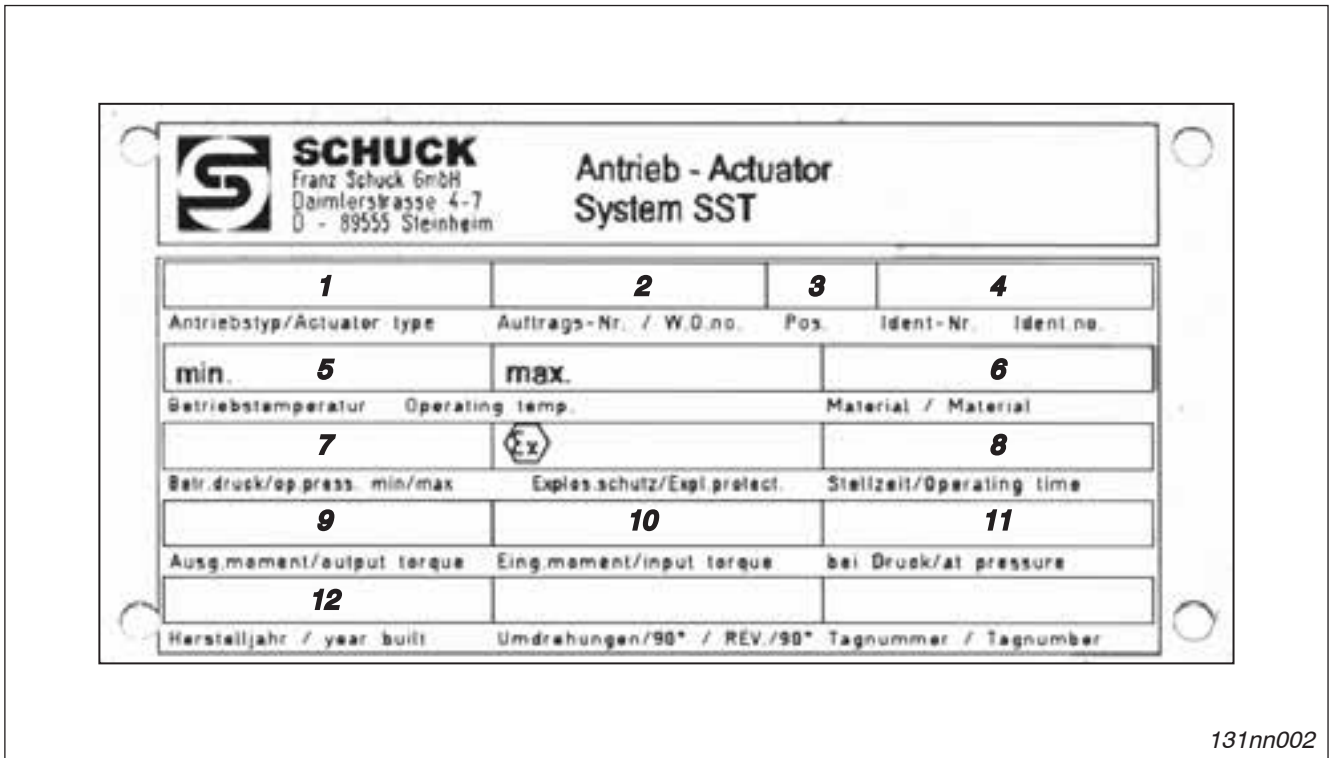 SCHUCK
Franz Schuck GmbH
Daimlerstrasse 4-7
D - 89555 Steinheim
Antrieb - Actuator
System SST
1 2 3 4
Antriebstyp/Actuator type Auftrags-Nr. / W.O.no. Pos. Ident-Nr. Ident.no.
min. 5 max. 6
Betriebstemperatur Operating temp. Material / Material
7 Ex 8
Betr.druck/op.press. min/max Explos.schutz/Expl.protect. Stellzeit/Operating time
9 10 11
Ausg.moment/output torque Eing.moment/input torque bei Druck/at pressure
12
Herstelljahr / year built Umdrehungen/90° / REV./90° Tagnummer / Tagnumber
131nn002